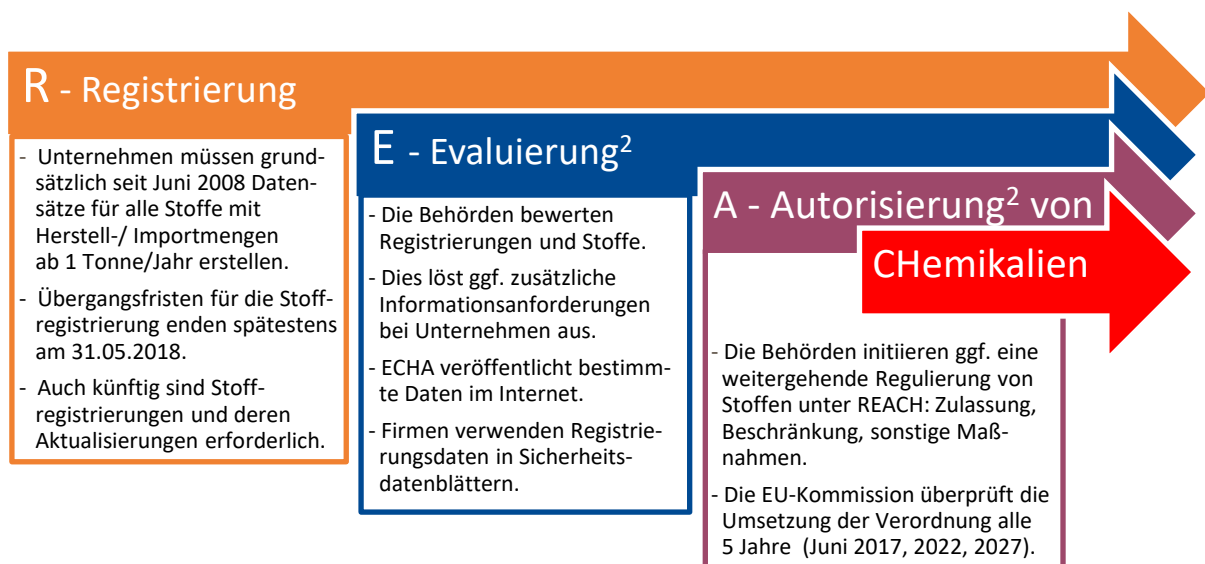 R - Registrierung
- Unternehmen müssen grund-
sätzlich seit Juni 2008 Daten-
sätze für alle Stoffe mit
Herstell-/ Importmengen
ab 1 Tonne/Jahr erstellen.
- Übergangsfristen für die Stoff-
registrierung enden spätestens
am 31.05.2018.
- Auch künftig sind Stoff-
registrierungen und deren
Aktualisierungen erforderlich.
E - Evaluierung²
- Die Behörden bewerten
Registrierungen und Stoffe.
- Dies löst ggf. zusätzliche
Informationsanforderungen
bei Unternehmen aus.
- ECHA veröffentlicht bestimm-
te Daten im Internet.
- Firmen verwenden Registrie-
rungsdaten in Sicherheits-
datenblättern.
A - Autorisierung² von
CHemikalien
- Die Behörden initiieren ggf. eine
weitergehende Regulierung von
Stoffen unter REACH: Zulassung,
Beschränkung, sonstige Maß-
nahmen.
- Die EU-Kommission überprüft die
Umsetzung der Verordnung alle
5 Jahre (Juni 2017, 2022, 2027).